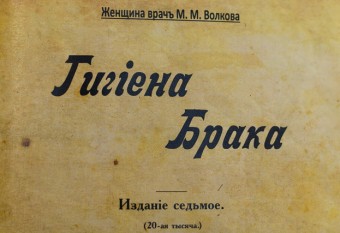 Женщина врачъ М. М. Волкова
Гигіена
Брака
Изданіе седьмое.
(20-ая тысяча.)